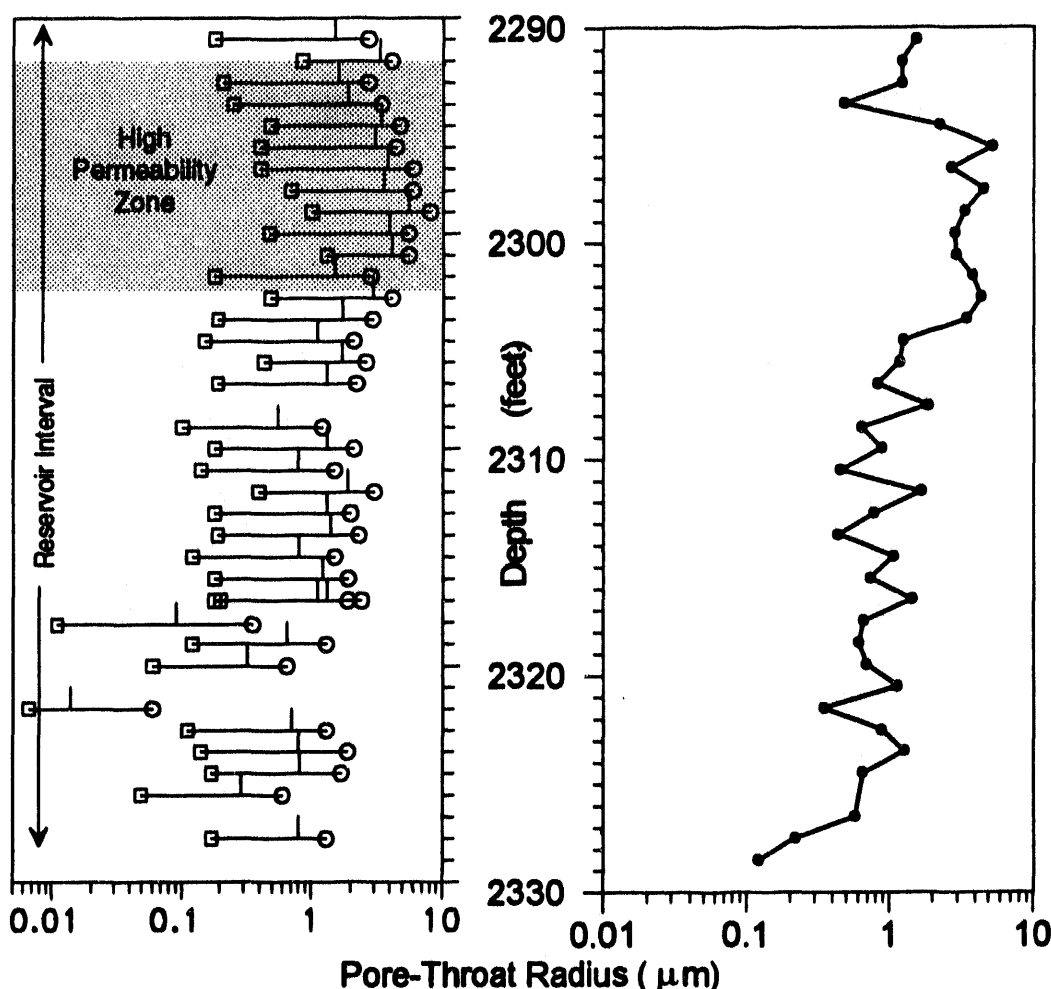 2290
High
Permeability
Zone
2300
Depth (feet)
Reservoir Interval
2310
2320
2330
0.01 0.1 1 10
0.01 0.1 1 10
Pore-Throat Radius ( μm)